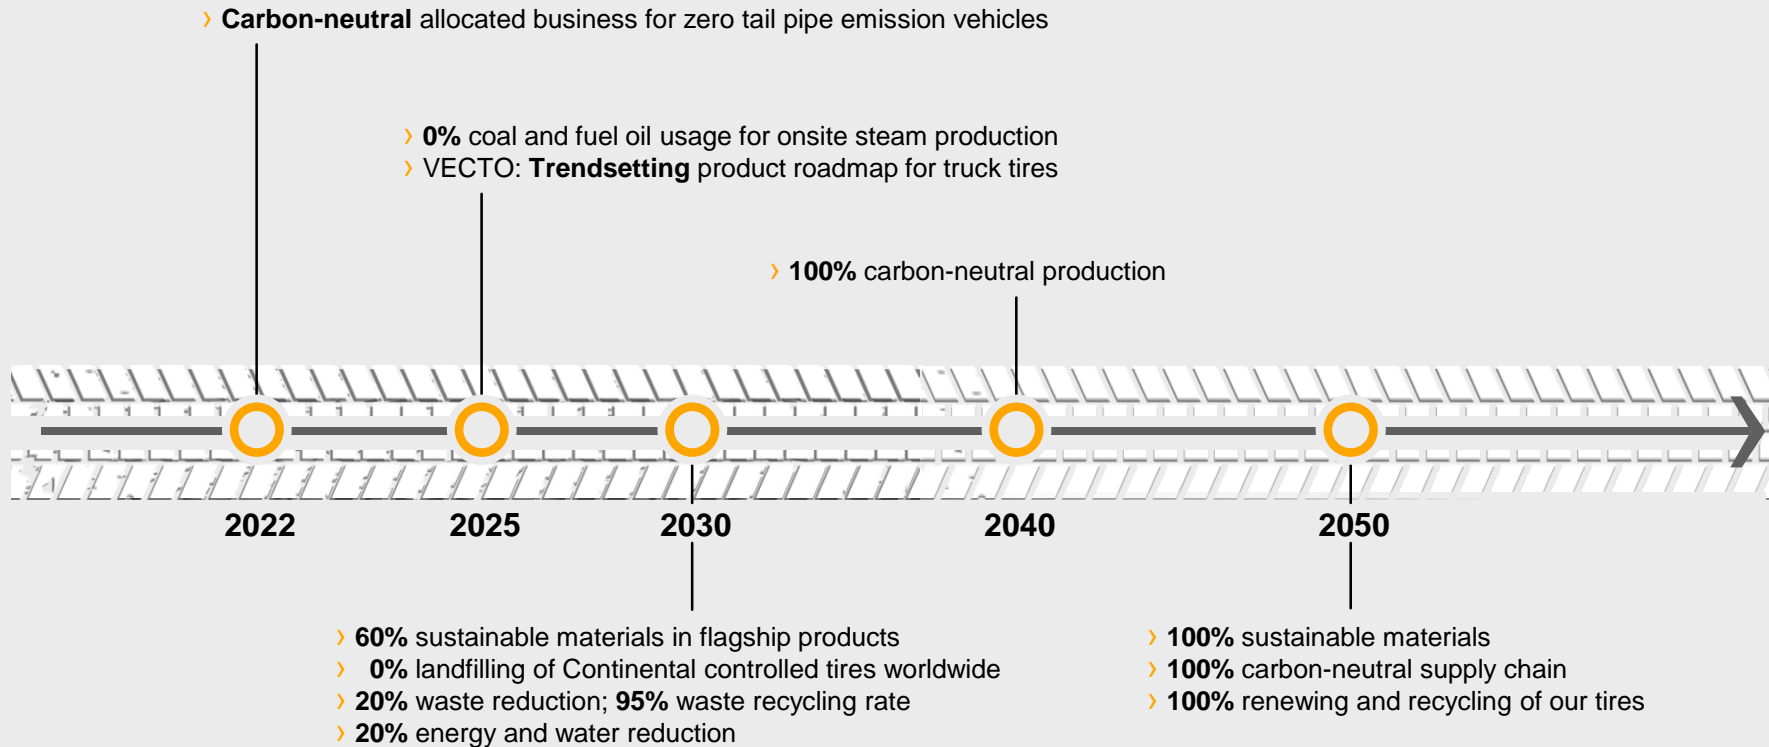 › Carbon-neutral allocated business for zero tail pipe emission vehicles
› 0% coal and fuel oil usage for onsite steam production
› VECTO: Trendsetting product roadmap for truck tires
› 100% carbon-neutral production
2022 2025 2030 2040 2050
› 60% sustainable materials in flagship products
› 0% landfilling of Continental controlled tires worldwide
› 20% waste reduction; 95% waste recycling rate
› 20% energy and water reduction
› 100% sustainable materials
› 100% carbon-neutral supply chain
› 100% renewing and recycling of our tires